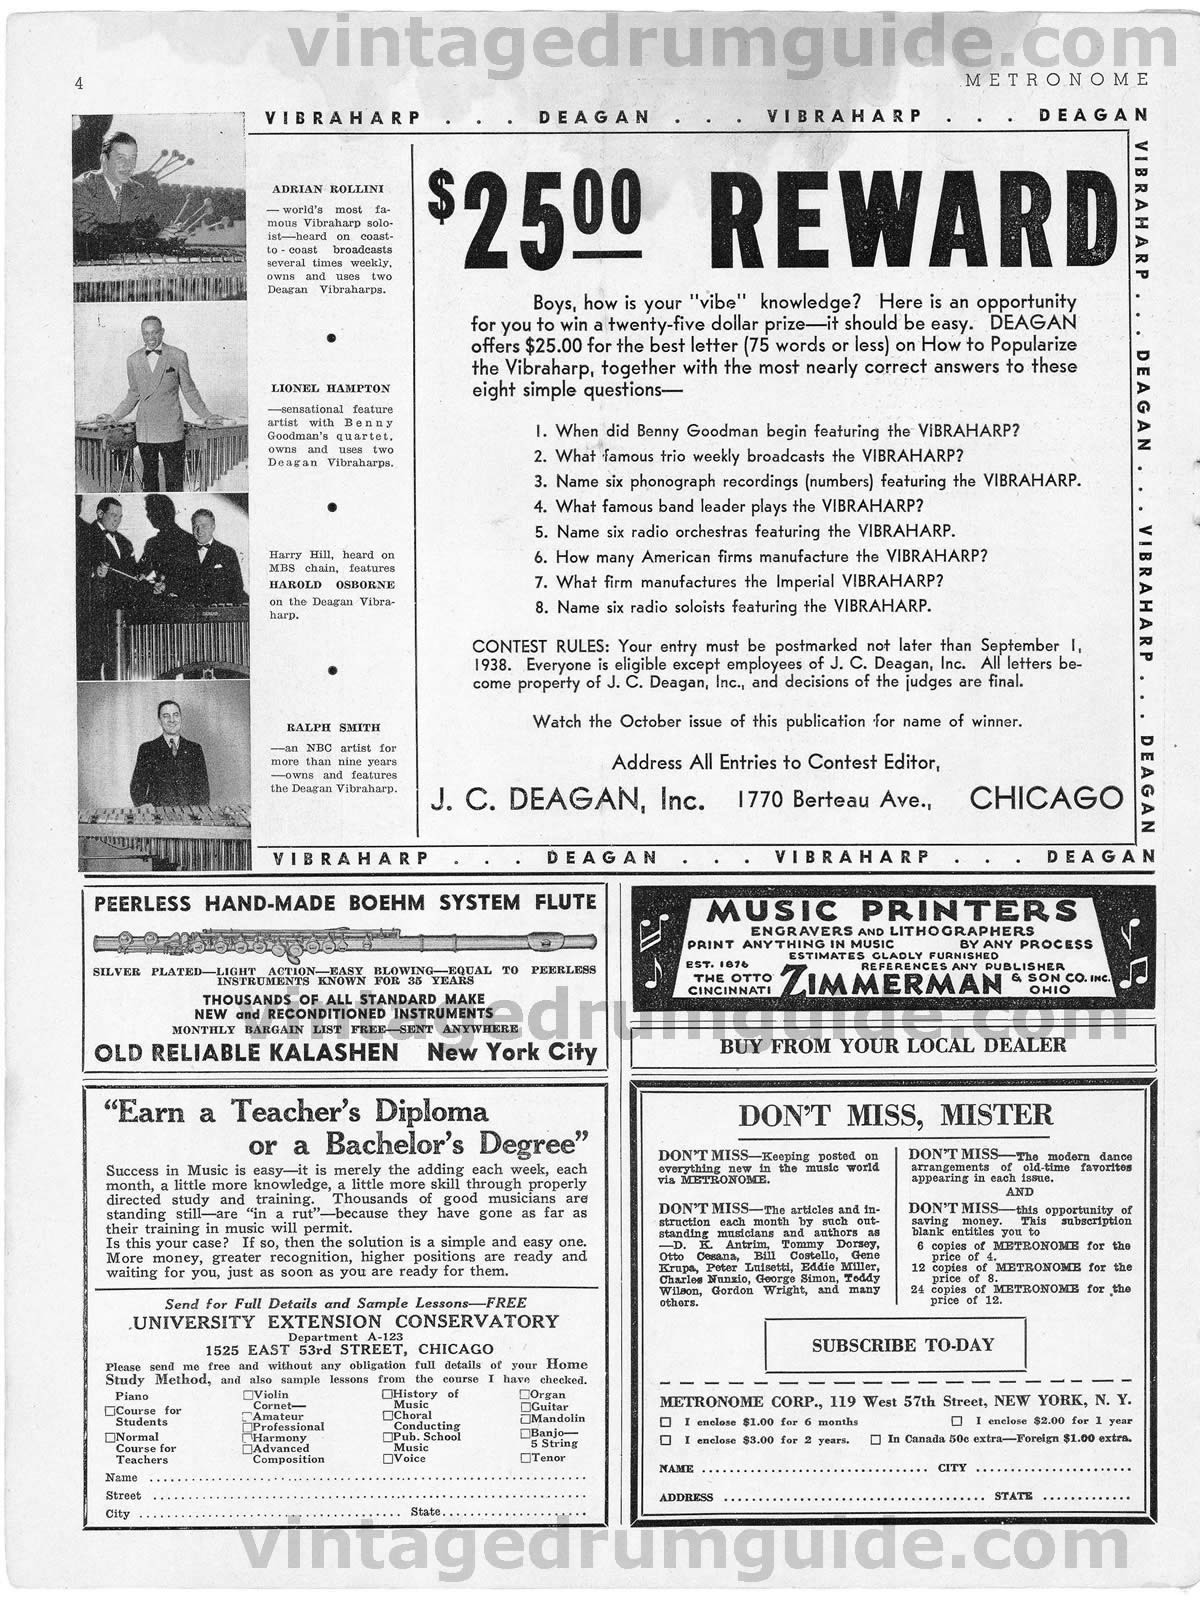 vintagedrumguide.com
4
METRONOME
VIBRAHARP . . . DEAGAN . . . VIBRAHARP . . . DEAGAN
VIBRAHARP . . . DEAGAN . . . VIBRAHARP . . . DEAGAN
ADRIAN ROLLINI
— world's most fa-
mous Vibraharp solo-
ist—heard on coast-
to - coast broadcasts
several times weekly,
owns and uses two
Deagan Vibraharps.
•
LIONEL HAMPTON
—sensational feature
artist with Benny
Goodman's quartet,
owns and uses two
Deagan Vibraharps.
•
Harry Hill, heard on
MBS chain, features
HAROLD OSBORNE
on the Deagan Vibra-
harp.
•
RALPH SMITH
—an NBC artist for
more than nine years
—owns and features
the Deagan Vibraharp.
$25.00 REWARD
Boys, how is your "vibe" knowledge? Here is an opportunity
for you to win a twenty-five dollar prize—it should be easy. DEAGAN
offers $25.00 for the best letter (75 words or less) on How to Popularize
the Vibraharp, together with the most nearly correct answers to these
eight simple questions—
1. When did Benny Goodman begin featuring the VIBRAHARP?
2. What famous trio weekly broadcasts the VIBRAHARP?
3. Name six phonograph recordings (numbers) featuring the VIBRAHARP.
4. What famous band leader plays the VIBRAHARP?
5. Name six radio orchestras featuring the VIBRAHARP.
6. How many American firms manufacture the VIBRAHARP?
7. What firm manufactures the Imperial VIBRAHARP?
8. Name six radio soloists featuring the VIBRAHARP.
CONTEST RULES: Your entry must be postmarked not later than September 1,
1938. Everyone is eligible except employees of J. C. Deagan, Inc. All letters be-
come property of J. C. Deagan, Inc., and decisions of the judges are final.
Watch the October issue of this publication for name of winner.
Address All Entries to Contest Editor,
J. C. DEAGAN, Inc. 1770 Berteau Ave., CHICAGO
VIBRAHARP . . . DEAGAN . . . VIBRAHARP . . . DEAGAN
PEERLESS HAND-MADE BOEHM SYSTEM FLUTE
SILVER PLATED—LIGHT ACTION—EASY BLOWING—EQUAL TO PEERLESS
INSTRUMENTS KNOWN FOR 35 YEARS
THOUSANDS OF ALL STANDARD MAKE
NEW and RECONDITIONED INSTRUMENTS
MONTHLY BARGAIN LIST FREE—SENT ANYWHERE
OLD RELIABLE KALASHEN New York City
vintagedrumguide.com
MUSIC PRINTERS
ENGRAVERS AND LITHOGRAPHERS
PRINT ANYTHING IN MUSIC BY ANY PROCESS
ESTIMATES GLADLY FURNISHED
EST. 1876 REFERENCES ANY PUBLISHER
THE OTTO ZIMMERMAN & SON CO. INC.
CINCINNATI OHIO
BUY FROM YOUR LOCAL DEALER
"Earn a Teacher's Diploma
or a Bachelor's Degree"
Success in Music is easy—it is merely the adding each week, each
month, a little more knowledge, a little more skill through properly
directed study and training. Thousands of good musicians are
standing still—are "in a rut"—because they have gone as far as
their training in music will permit.
Is this your case? If so, then the solution is a simple and easy one.
More money, greater recognition, higher positions are ready and
waiting for you, just as soon as you are ready for them.
Send for Full Details and Sample Lessons—FREE
UNIVERSITY EXTENSION CONSERVATORY
Department A-123
1525 EAST 53rd STREET, CHICAGO
Please send me free and without any obligation full details of your Home
Study Method, and also sample lessons from the course I have checked.
Piano
☐Course for
Students
☐Normal
Course for
Teachers
☐Violin
Cornet—
☐Amateur
☐Professional
☐Harmony
☐Advanced
Composition
☐History of
Music
☐Choral
Conducting
☐Pub. School
Music
☐Voice
☐Organ
☐Guitar
☐Mandolin
☐Banjo—
5 String
☐Tenor
Name
Street
City State
DON'T MISS, MISTER
DON'T MISS—Keeping posted on
everything new in the music world
via METRONOME.
DON'T MISS—The articles and in-
struction each month by such out-
standing musicians and authors as
—D. K. Antrim, Tommy Dorsey,
Otto Cesana, Bill Costello, Gene
Krupa, Peter Luisetti, Eddie Miller,
Charles Nunzio, George Simon, Teddy
Wilson, Gordon Wright, and many
others.
DON'T MISS—The modern dance
arrangements of old-time favorites
appearing in each issue.
AND
DON'T MISS—this opportunity of
saving money. This subscription
blank entitles you to
6 copies of METRONOME for the
price of 4.
12 copies of METRONOME for the
price of 8.
24 copies of METRONOME for the
price of 12.
SUBSCRIBE TO-DAY
METRONOME CORP., 119 West 57th Street, NEW YORK, N. Y.
☐ I enclose $1.00 for 6 months ☐ I enclose $2.00 for 1 year
☐ I enclose $3.00 for 2 years. ☐ In Canada 50c extra—Foreign $1.00 extra.
NAME CITY
ADDRESS STATE
vintagedrumguide.com